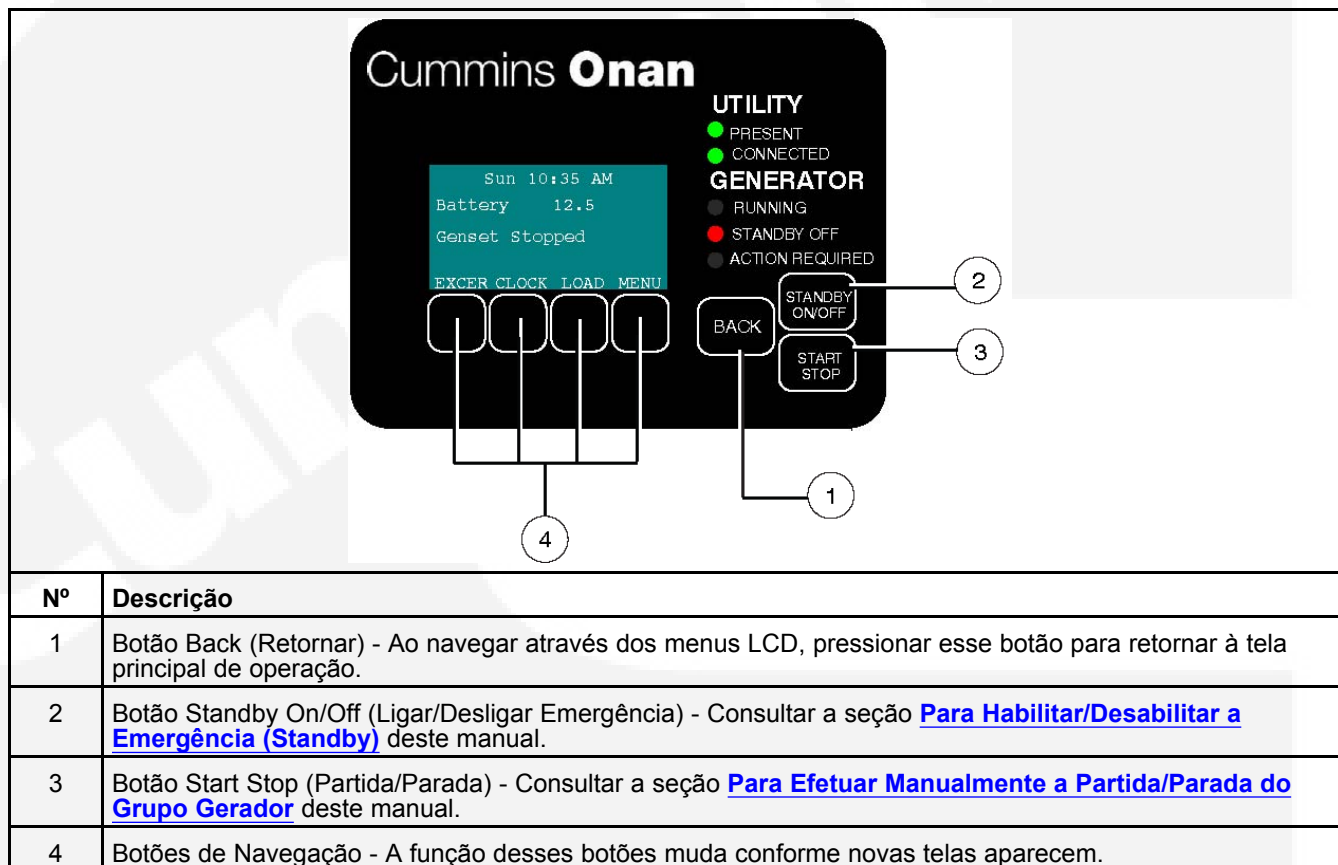 Cummins Onan
UTILITY
PRESENT
CONNECTED
GENERATOR
RUNNING
STANDBY OFF
ACTION REQUIRED
Sun 10:35 AM
Battery 12.5
Genset Stopped
EXCER CLOCK LOAD MENU
BACK
STANDBY
ON/OFF
START
STOP
2
3
1
4
Nº Descrição
1 Botão Back (Retornar) - Ao navegar através dos menus LCD, pressionar esse botão para retornar à tela
principal de operação.
2 Botão Standby On/Off (Ligar/Desligar Emergência) - Consultar a seção Para Habilitar/Desabilitar a
Emergência (Standby) deste manual.
3 Botão Start Stop (Partida/Parada) - Consultar a seção Para Efetuar Manualmente a Partida/Parada do
Grupo Gerador deste manual.
4 Botões de Navegação - A função desses botões muda conforme novas telas aparecem.